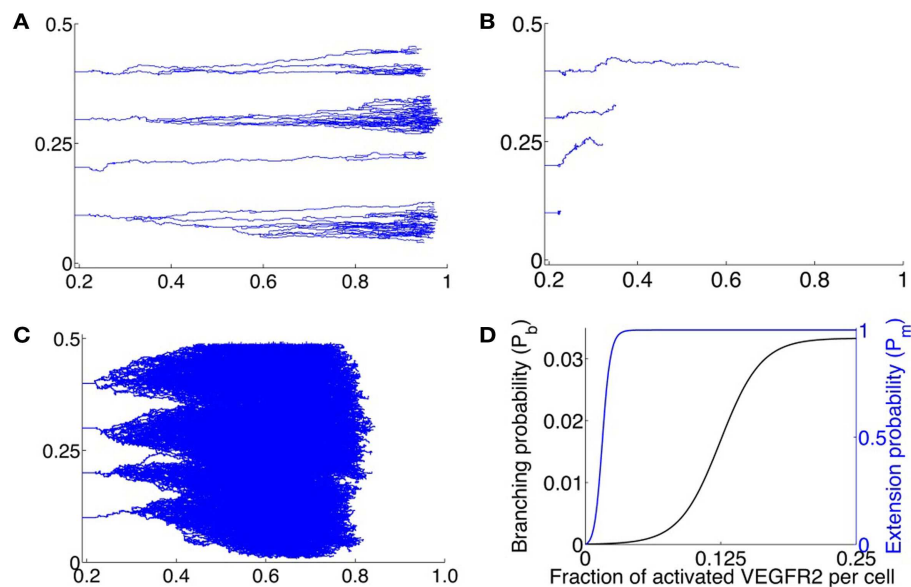 A
0.5
0.25
0
0.2 0.4 0.6 0.8 1
B
0.5
0.25
0
0.2 0.4 0.6 0.8 1
C
0.5
0.25
0
0.2 0.4 0.6 0.8 1.0
D
Branching probability (Pb)
0.03
0.02
0.01
0
Extension probability (Pm)
1
0.5
0
0 0.125 0.25
Fraction of activated VEGFR2 per cell